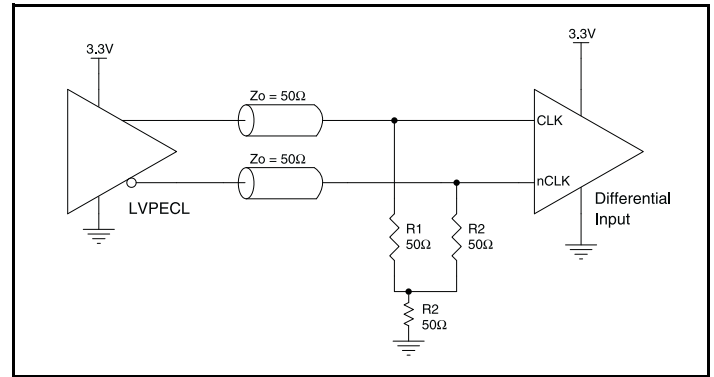 3.3V
3.3V
Zo = 50Ω
CLK
Zo = 50Ω
nCLK
LVPECL
Differential
Input
R1
50Ω
R2
50Ω
R2
50Ω